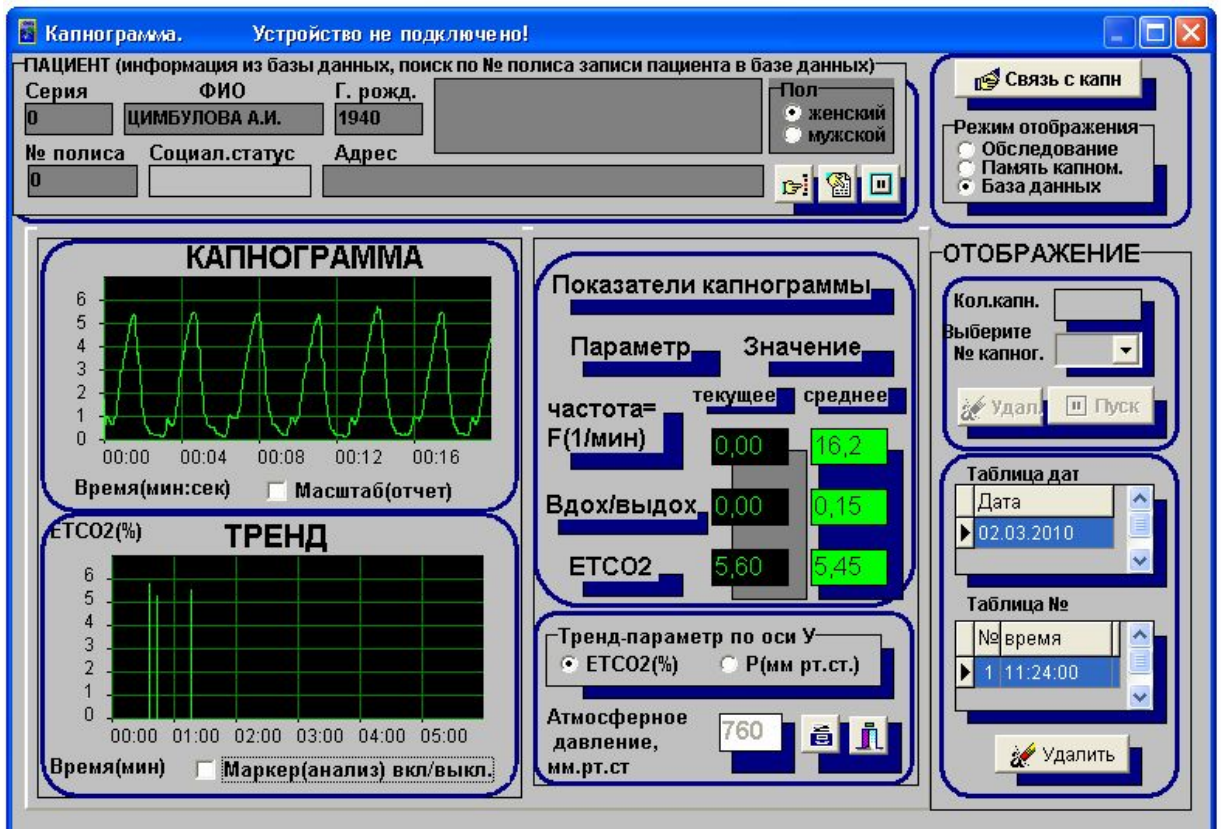 Капнограмма. Устройство не подключено!
ПАЦИЕНТ (информация из базы данных, поиск по № полиса записи пациента в базе данных)
Серия ФИО Г. рожд.
0 ЦИМБУЛОВА А.И. 1940
№ полиса Социал.статус Адрес
0
Пол
женский
мужской
Связь с капн
Режим отображения
Обследование
Память капном.
База данных
КАПНОГРАММА
6
5
4
3
2
1
0
00:00 00:04 00:08 00:12 00:16
Время(мин:сек) Масштаб(отчет)
ETCO2(%) ТРЕНД
6
5
4
3
2
1
0
00:00 01:00 02:00 03:00 04:00 05:00
Время(мин) Маркер(анализ) вкл/выкл.
Показатели капнограммы
Параметр Значение
текущее среднее
частота=
F(1/мин) 0,00 16,2
Вдох/выдох 0,00 0,15
ETCO2 5,60 5,45
Тренд-параметр по оси У
ETCO2(%) P(мм рт.ст.)
Атмосферное
давление,
мм.рт.ст
760
ОТОБРАЖЕНИЕ
Кол.капн.
Выберите
№ капног.
Удал. Пуск
Таблица дат
Дата
02.03.2010
Таблица №
№ время
1 11:24:00
Удалить